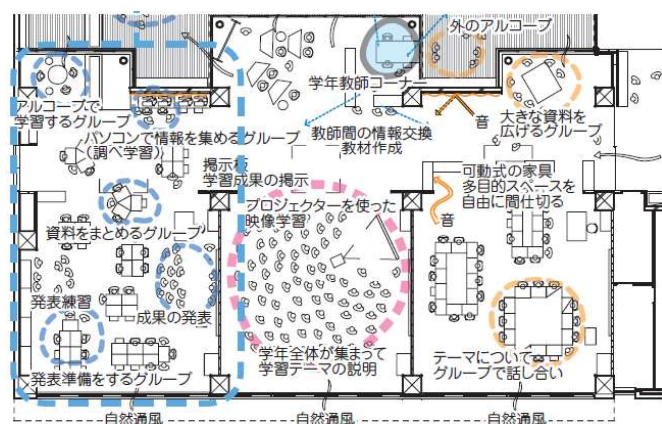 外のアルコーブ
学年教師コーナー
アルコーブで
学習するグループ
パソコンで情報を集めるグループ
(調べ学習)
教師間の情報交換
教材作成
音
大きな資料を
広げるグループ
掲示板
学習成果の掲示
可動式の家具
多目的スペースを
自由に間仕切る
プロジェクターを使った
映像学習
音
資料をまとめるグループ
発表練習
成果の発表
発表準備をするグループ
学年全体が集まって
学習テーマの説明
テーマについて
グループで話し合い
自然通風
自然通風
自然通風